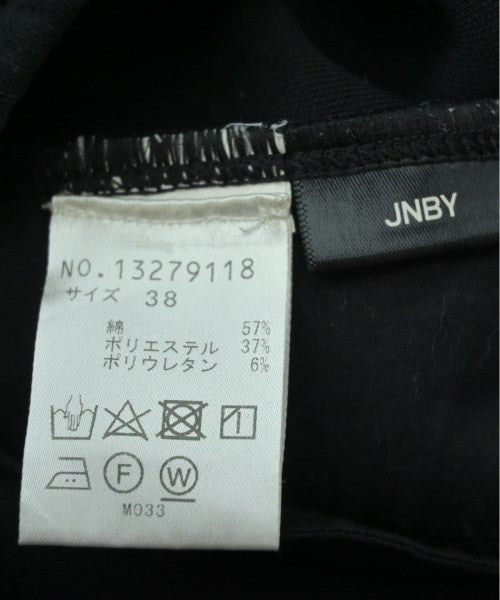 JNBY
NO.13279118
サイズ 38
綿 57%
ポリエステル 37%
ポリウレタン 6%
F W
M033